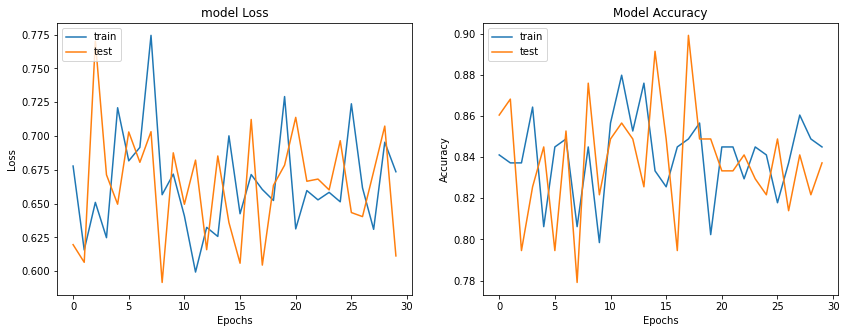 model Loss
train
test
0.775
0.750
0.725
0.700
0.675
0.650
0.625
0.600
Loss
0 5 10 15 20 25 30
Epochs
Model Accuracy
train
test
0.90
0.88
0.86
0.84
0.82
0.80
0.78
Accuracy
0 5 10 15 20 25 30
Epochs